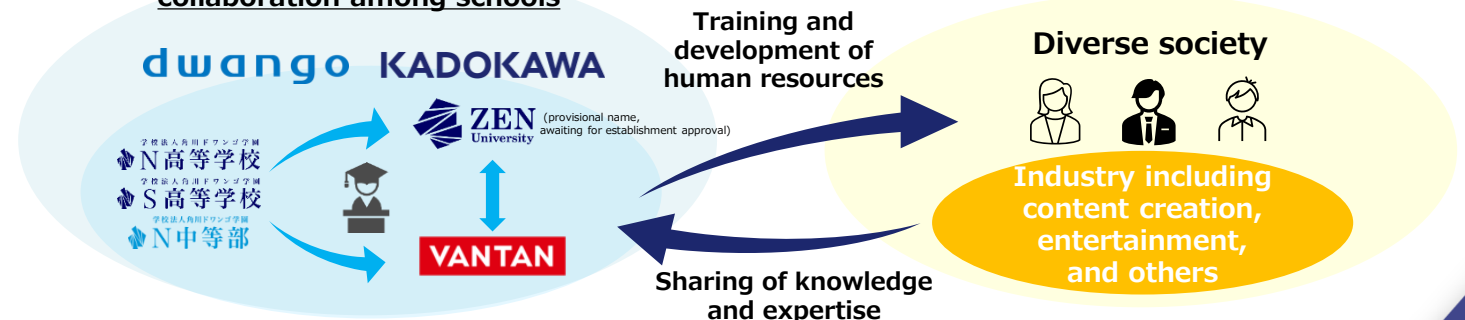 collaboration among schools
dwango KADOKAWA
ZEN
University
(provisional name,
awaiting for establishment approval)
学校法人角川ドワンゴ学園
N高等学校
学校法人角川ドワンゴ学園
S高等学校
学校法人角川ドワンゴ学園
N中等部
VANTAN
Training and
development of
human resources
Sharing of knowledge
and expertise
Diverse society
Industry including
content creation,
entertainment,
and others